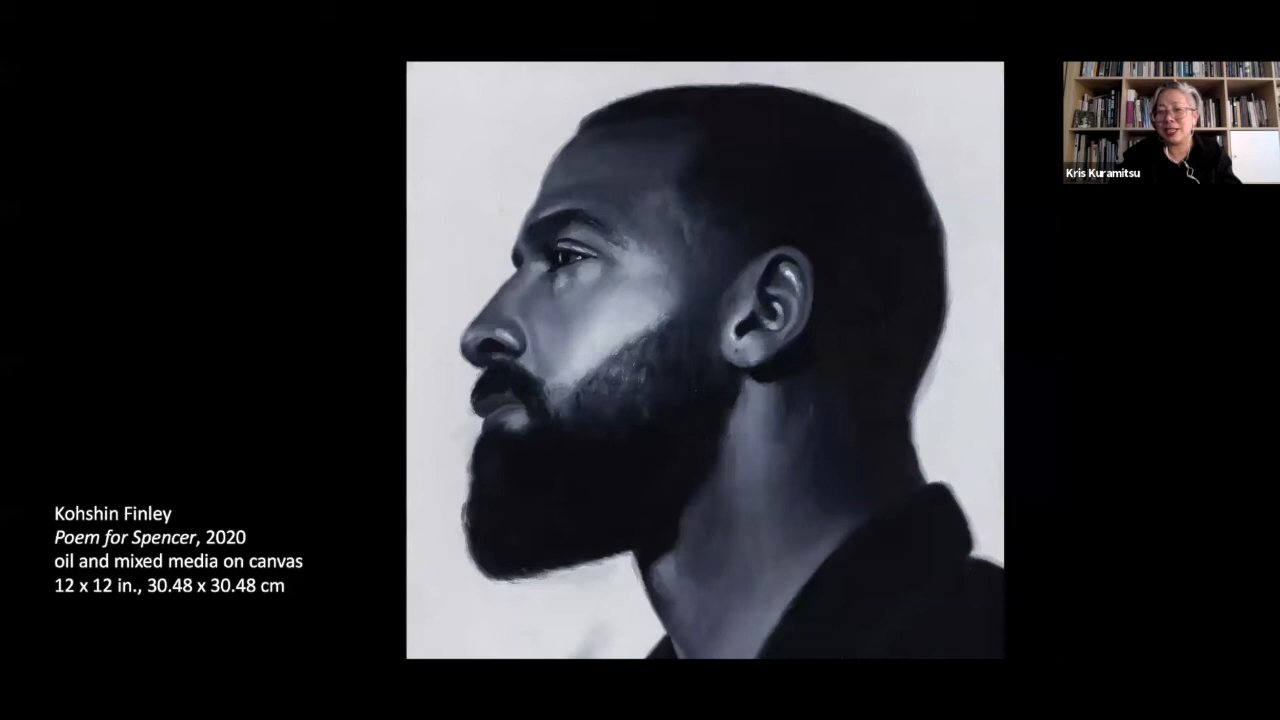 Kohshin Finley
Poem for Spencer, 2020
oil and mixed media on canvas
12 x 12 in., 30.48 x 30.48 cm
Kris Kuramitsu